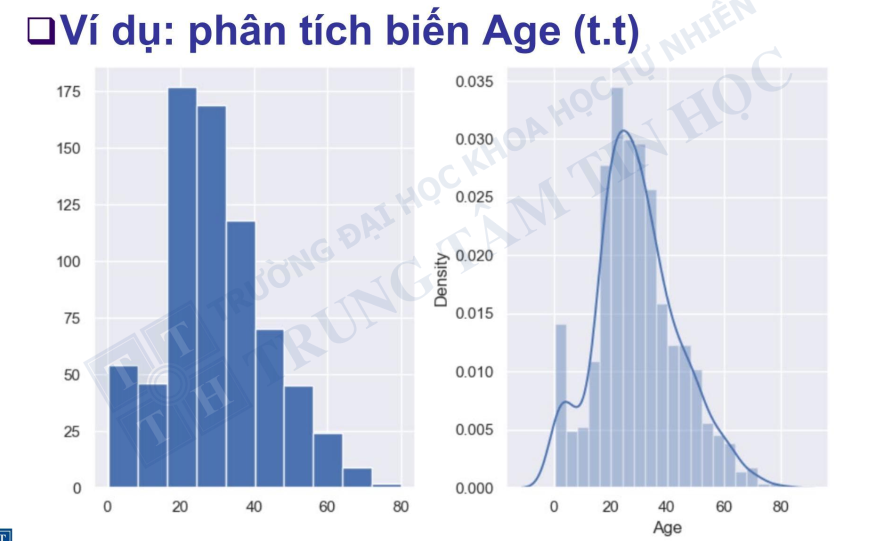 ❑Ví dụ: phân tích biến Age (t.t)
175
150
125
100
75
50
25
0
0 20 40 60 80
0.035
0.030
0.025
0.020
0.015
0.010
0.005
0.000
Density
0 20 40 60 80
Age
TRƯỜNG ĐẠI HỌC KHOA HỌC TỰ NHIÊN
TRUNG TÂM TIN HỌC
T T
T H